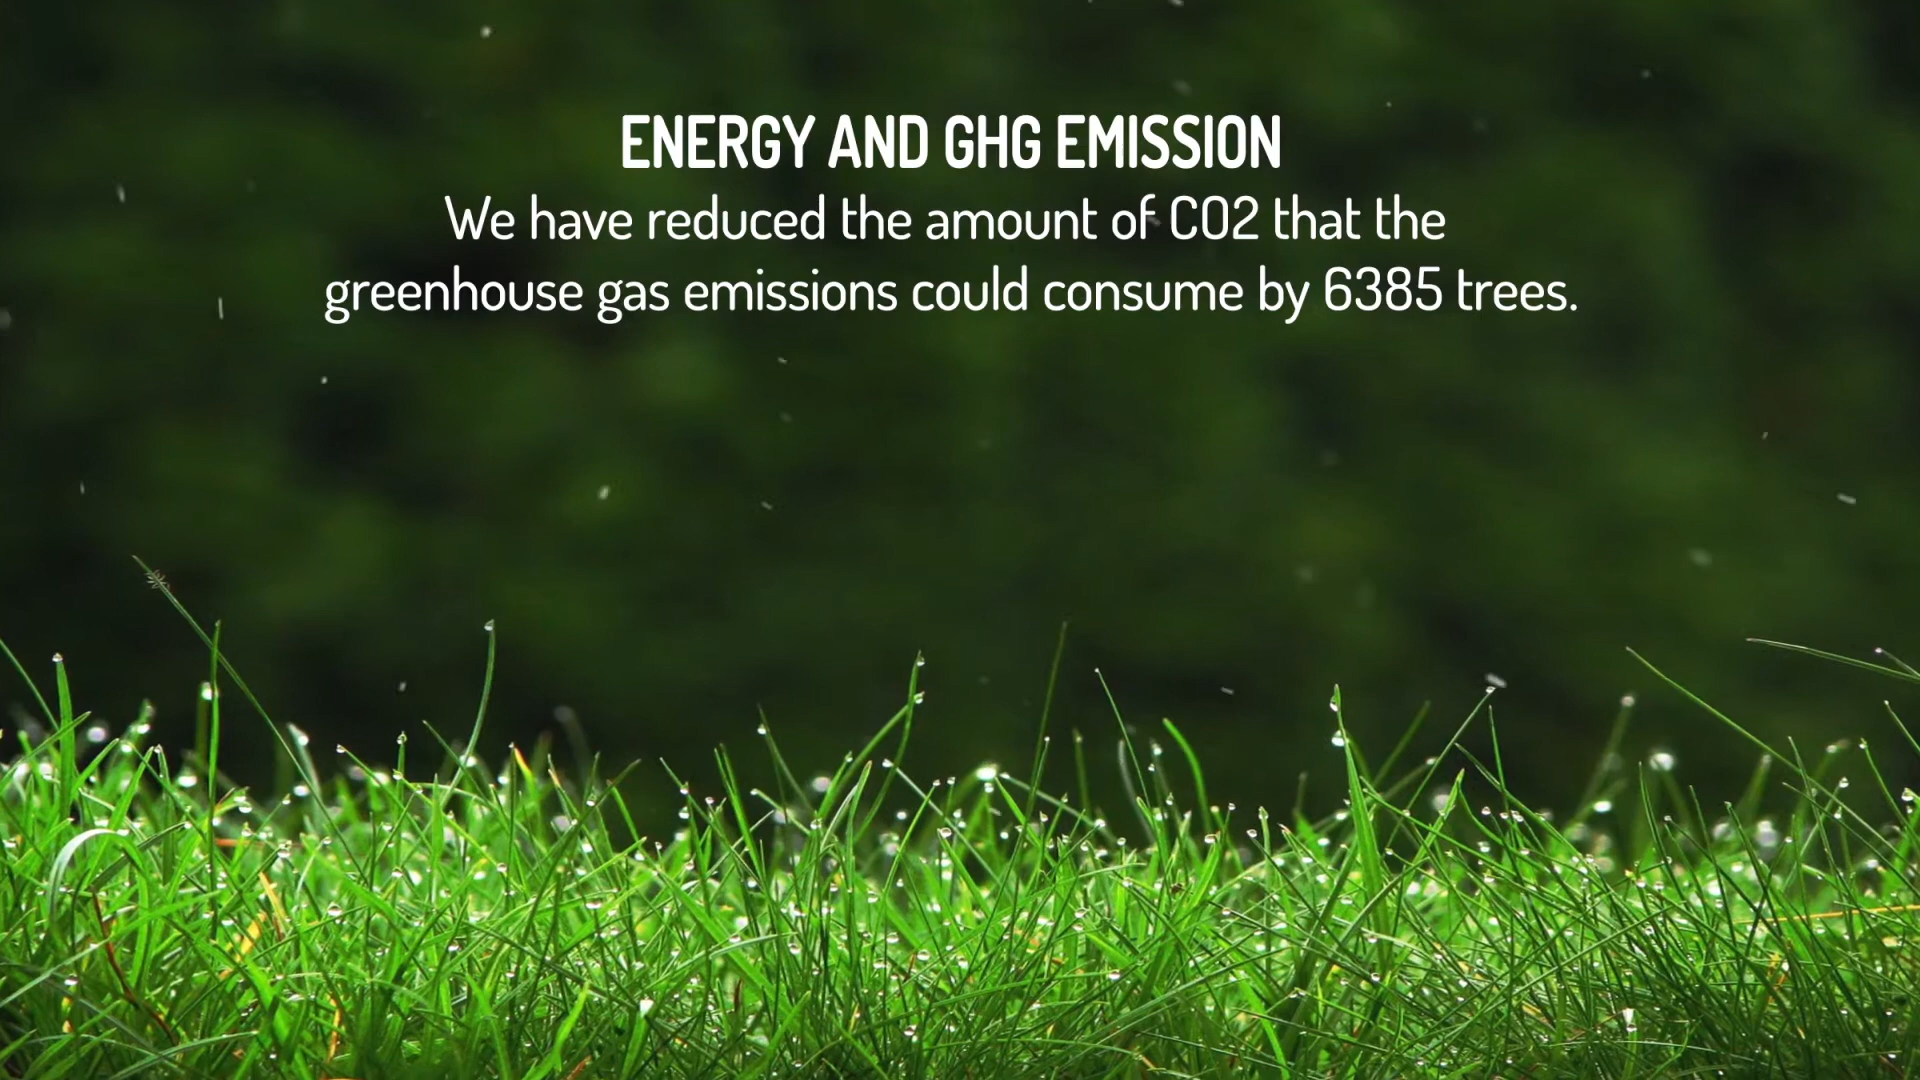 ENERGY AND GHG EMISSION
We have reduced the amount of CO2 that the
greenhouse gas emissions could consume by 6385 trees.